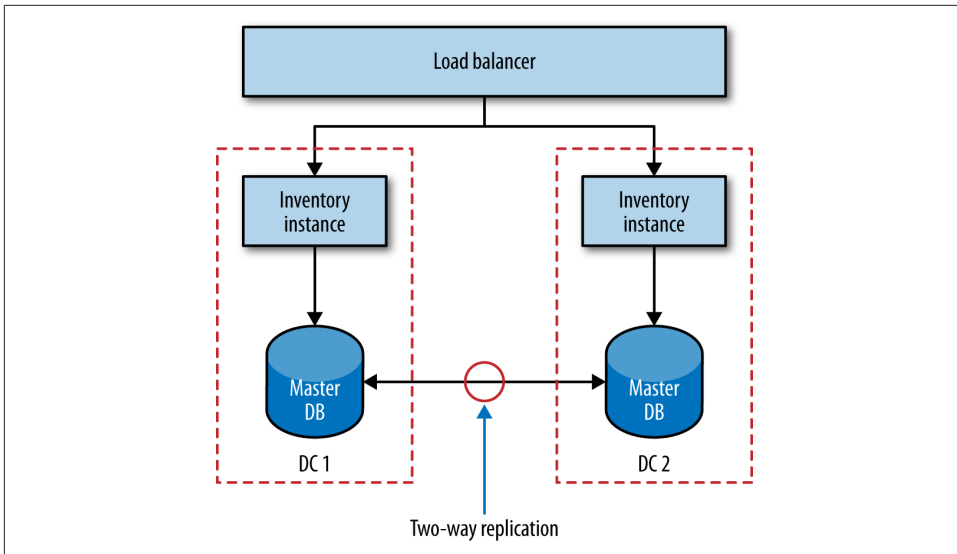 Load balancer
Inventory
instance
Inventory
instance
Master
DB
Master
DB
DC 1
DC 2
Two-way replication